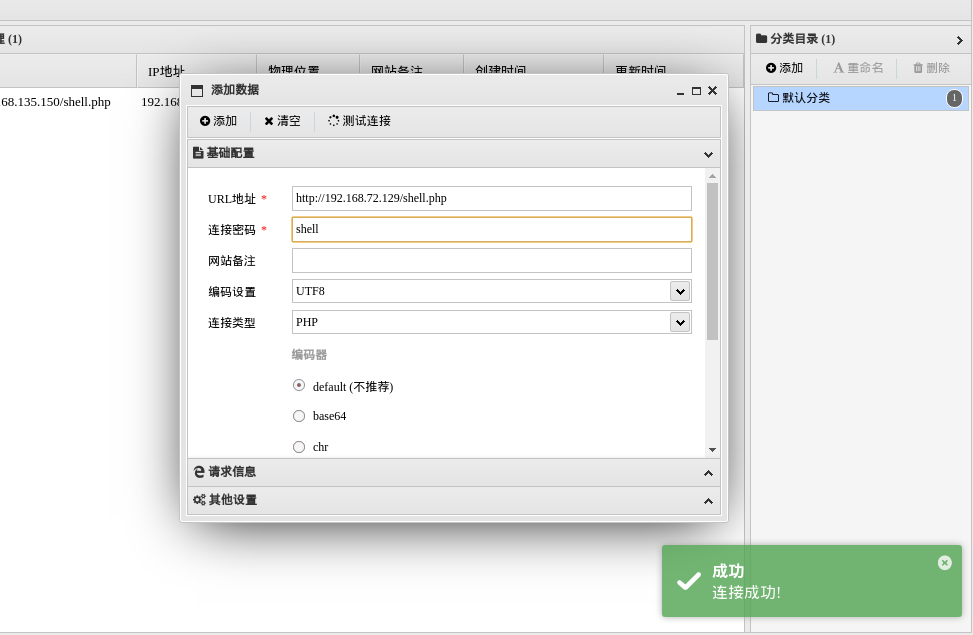 理 (1)
IP地址 物理位置 网站备注 创建时间 更新时间
68.135.150/shell.php 192.168
添加数据
添加 清空 测试连接
基础配置
URL地址 * http://192.168.72.129/shell.php
连接密码 * shell
网站备注
编码设置 UTF8
连接类型 PHP
编码器
default (不推荐)
base64
chr
请求信息
其他设置
分类目录 (1)
添加 重命名 删除
默认分类 1
成功
连接成功!